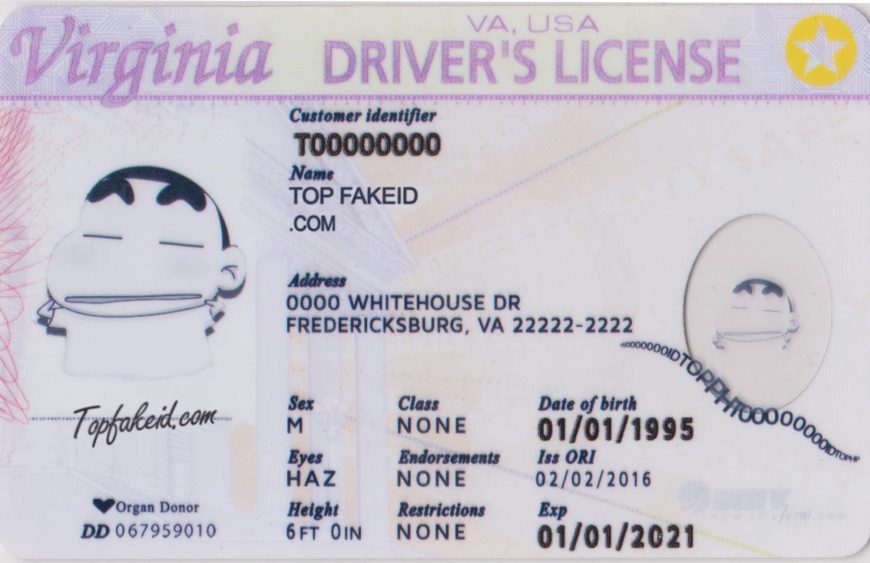 Virginia
VA, USA
DRIVER'S LICENSE
Customer identifier
T00000000
Name
TOP FAKEID
.COM
Address
0000 WHITEHOUSE DR
FREDERICKSBURG, VA 22222-2222
Topfakeid.com
Sex
M
Class
NONE
Date of birth
01/01/1995
Eyes
HAZ
Endorsements
NONE
Iss ORI
02/02/2016
Organ Donor
DD 067959010
Height
6FT 0IN
Restrictions
NONE
Exp
01/01/2021